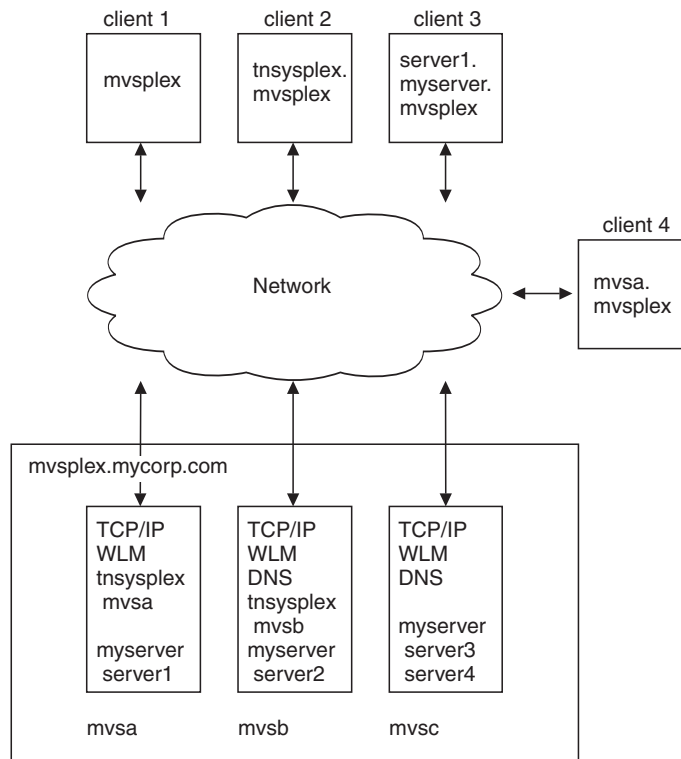 client 1
mvsplex
client 2
tnsysplex.
mvsplex
client 3
server1.
myserver.
mvsplex
client 4
mvsa.
mvsplex
Network
mvsplex.mycorp.com
TCP/IP
WLM
tnsysplex
mvsa
myserver
server1
mvsa
TCP/IP
WLM
DNS
tnsysplex
mvsb
myserver
server2
mvsb
TCP/IP
WLM
DNS
myserver
server3
server4
mvsc